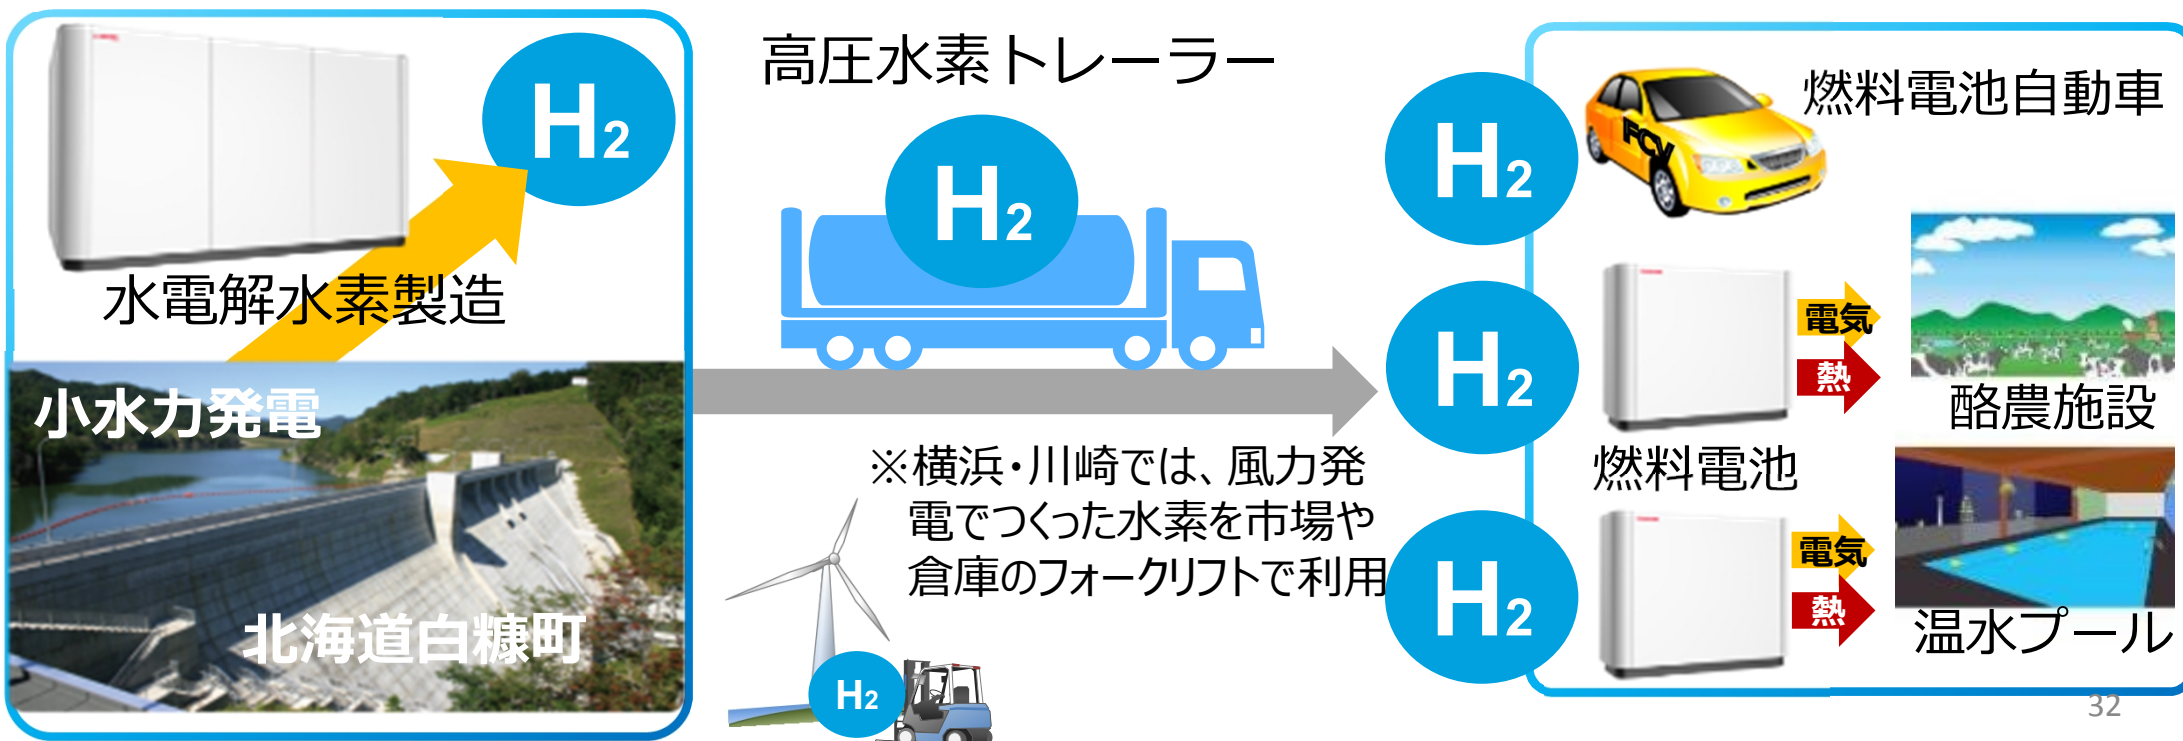 H2
水電解水素製造
小水力発電
北海道白糠町
高圧水素トレーラー
H2
※横浜・川崎では、風力発
電でつくった水素を市場や
倉庫のフォークリフトで利用
H2
H2
燃料電池自動車
FCV
H2
電気
熱
酪農施設
燃料電池
H2
電気
熱
温水プール
32